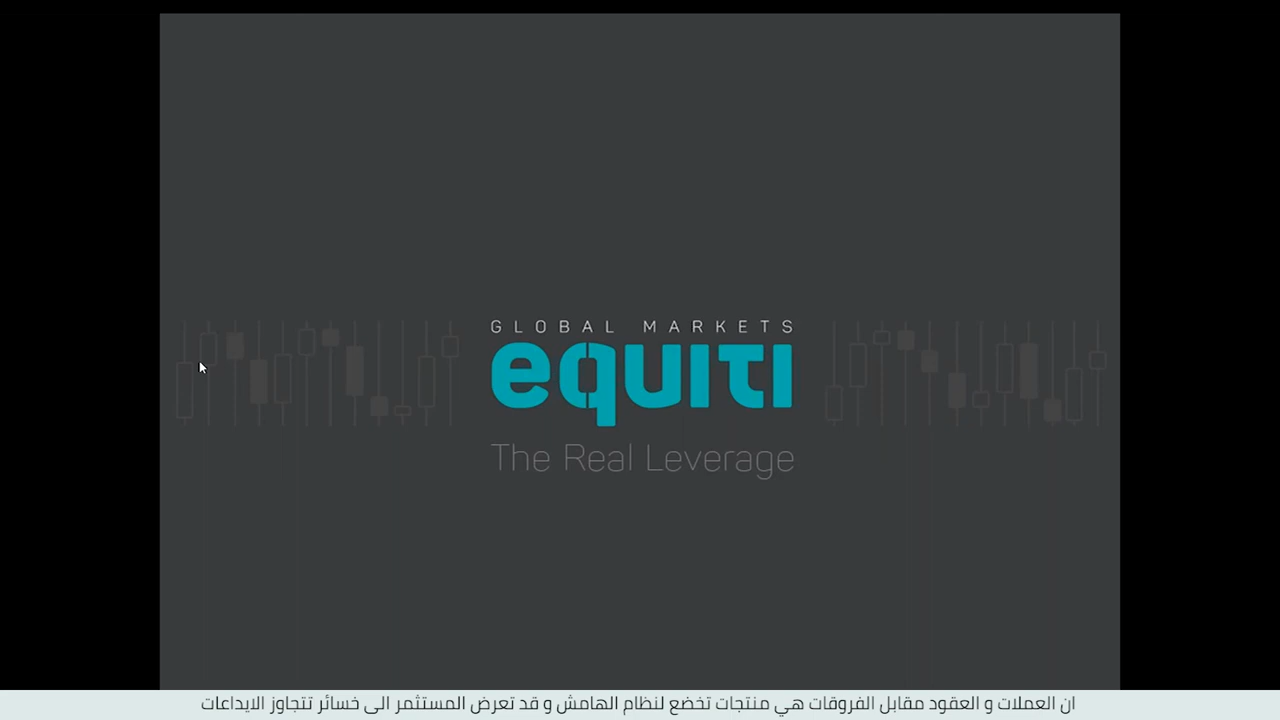 GLOBAL MARKETS
equiti
The Real Leverage
ان العملات و العقود مقابل الفروقات هي منتجات تخضع لنظام الهامش و قد تعرض المستثمر الى خسائر تتجاوز الايداعات